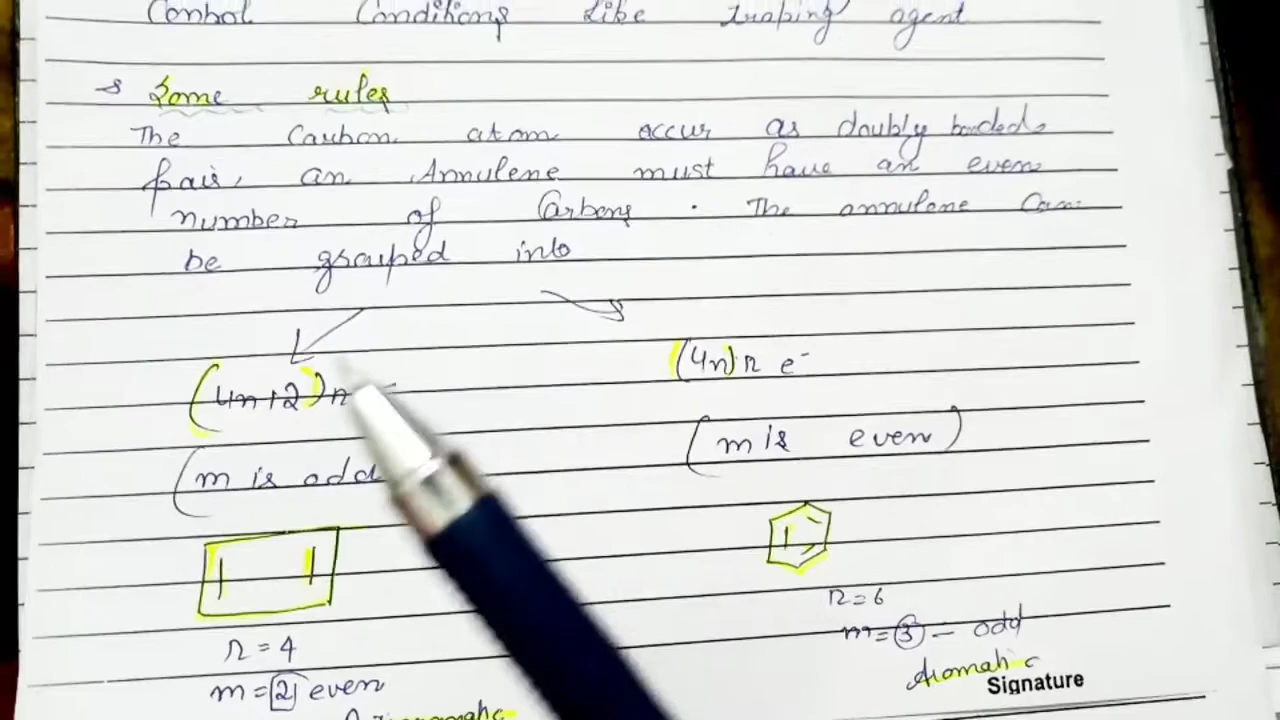 Control Conditions like traping agent
→ Some rules
The Carbon atom occur as doubly bonded
pair, an Annulene must have an even
number of Carbons. The annulene Can
be grouped into
(4n+2) π
(4n) π e⁻
(m is odd
(m is even)
n = 4
n = 6
m = 2 even
m = 3 - odd
Aromatic
Signature